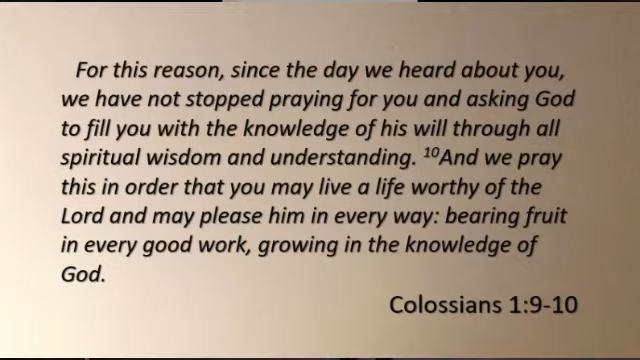 For this reason, since the day we heard about you,
we have not stopped praying for you and asking God
to fill you with the knowledge of his will through all
spiritual wisdom and understanding. ¹⁰And we pray
this in order that you may live a life worthy of the
Lord and may please him in every way: bearing fruit
in every good work, growing in the knowledge of
God.
Colossians 1:9-10